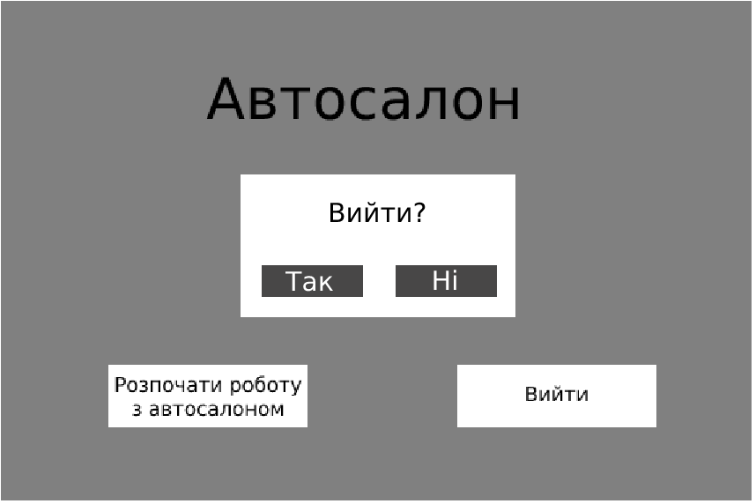 Автосалон
Вийти?
Так
Ні
Розпочати роботу
з автосалоном
Вийти